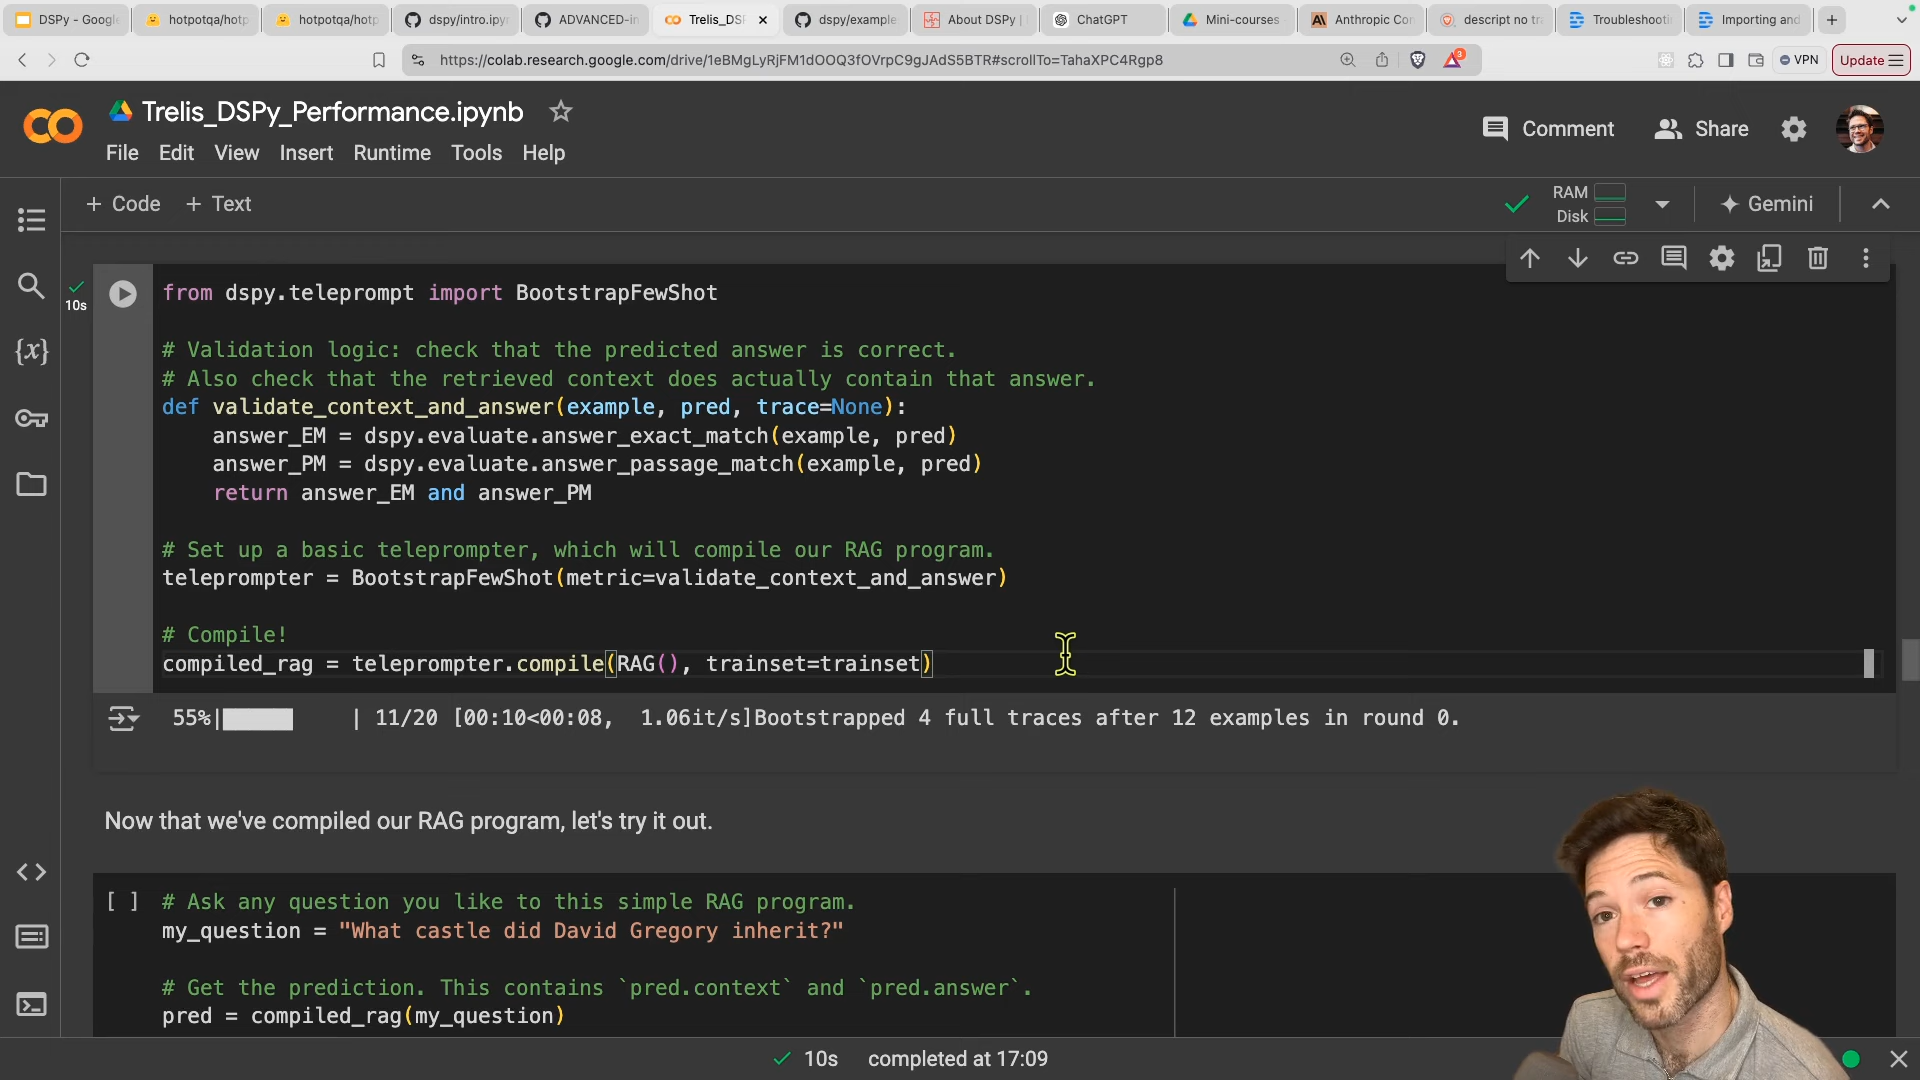 DSPy - Googl
hotpotqa/hotp
hotpotqa/hotp
dspy/intro.ipyn
ADVANCED-in
Trelis_DSP
dspy/example
About DSPy |
ChatGPT
Mini-courses
Anthropic Co
descript no tra
Troubleshooti
Importing and
https://colab.research.google.com/drive/1eBMgLyRjFM1dOOQ3fOVrpC9gJAdS5BTR#scrollTo=TahaXPC4Rgp8
3
VPN
Update
Trelis_DSPy_Performance.ipynb
Comment
Share
File Edit View Insert Runtime Tools Help
+ Code + Text
RAM
Disk
Gemini
10s
from dspy.teleprompt import BootstrapFewShot
# Validation logic: check that the predicted answer is correct.
# Also check that the retrieved context does actually contain that answer.
def validate_context_and_answer(example, pred, trace=None):
answer_EM = dspy.evaluate.answer_exact_match(example, pred)
answer_PM = dspy.evaluate.answer_passage_match(example, pred)
return answer_EM and answer_PM
# Set up a basic teleprompter, which will compile our RAG program.
teleprompter = BootstrapFewShot(metric=validate_context_and_answer)
# Compile!
compiled_rag = teleprompter.compile(RAG(), trainset=trainset)
55%| | 11/20 [00:10<00:08, 1.06it/s]Bootstrapped 4 full traces after 12 examples in round 0.
Now that we've compiled our RAG program, let's try it out.
[ ] # Ask any question you like to this simple RAG program.
my_question = "What castle did David Gregory inherit?"
# Get the prediction. This contains `pred.context` and `pred.answer`.
pred = compiled_rag(my_question)
10s completed at 17:09